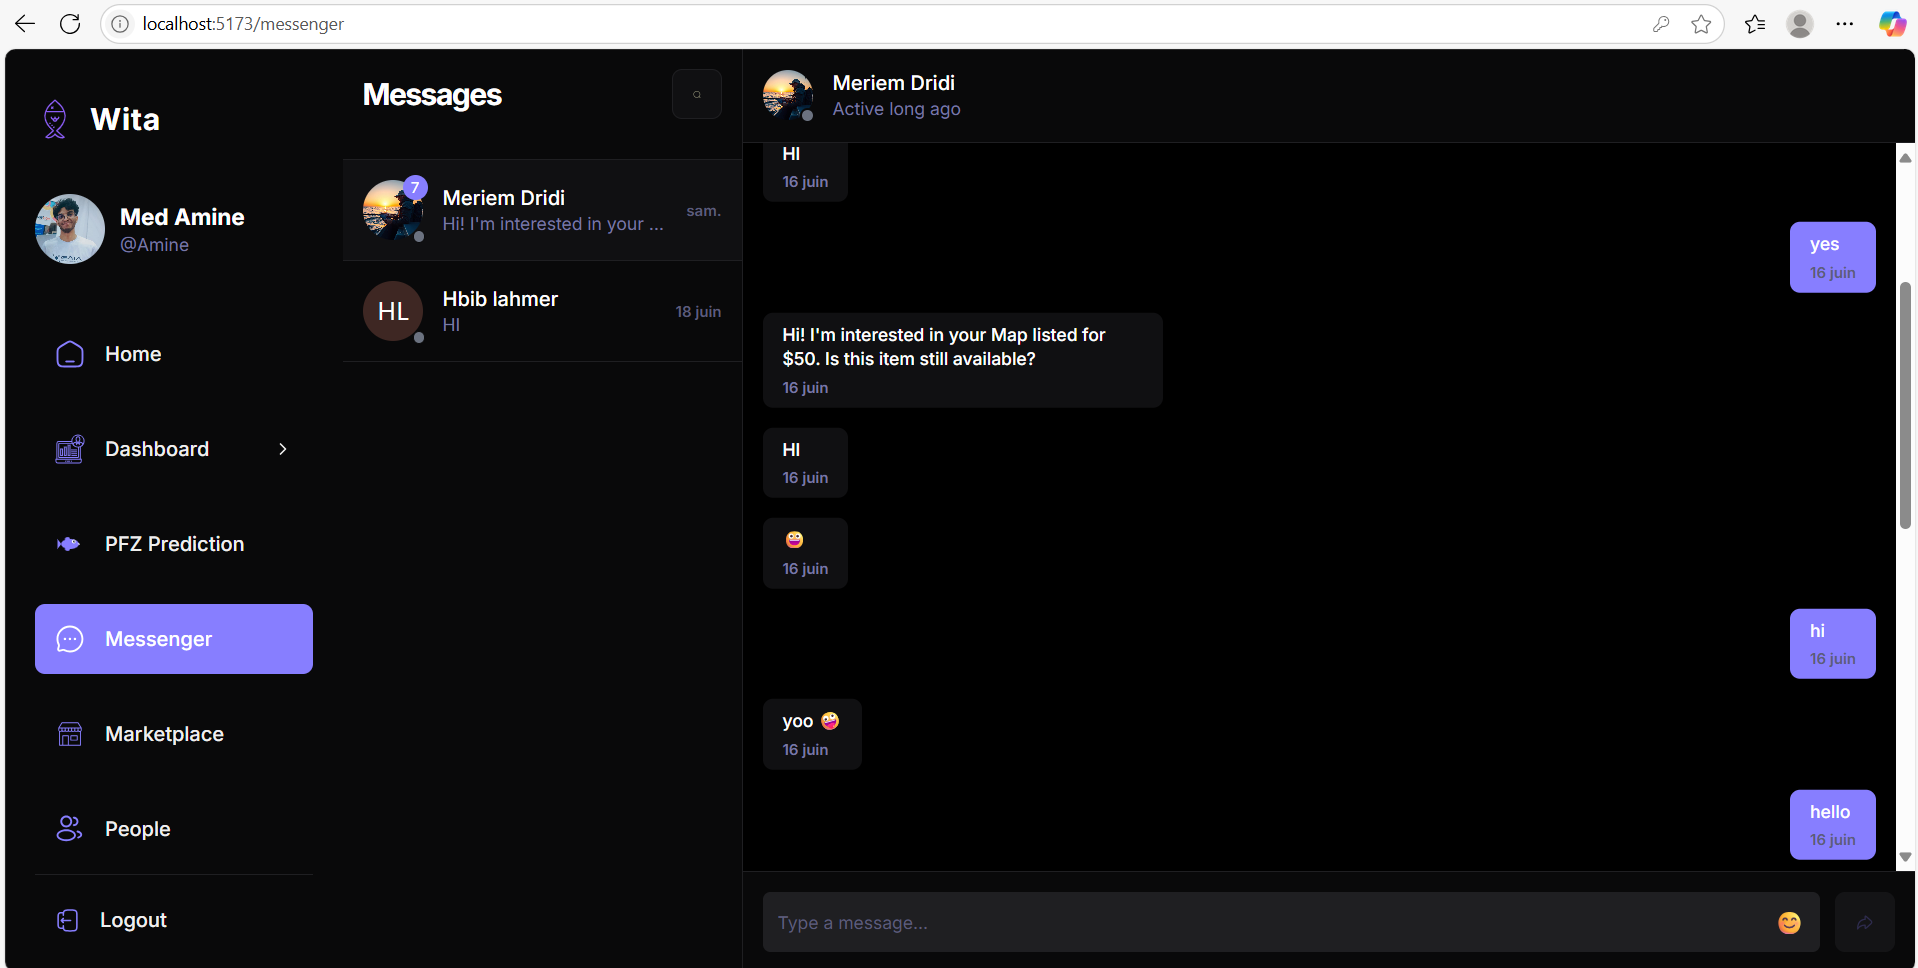 localhost:5173/messenger
Wita
Med Amine
@Amine
Home
Dashboard
PFZ Prediction
Messenger
Marketplace
People
Logout
Messages
7
Meriem Dridi
Hi! I'm interested in your ...
sam.
HL
Hbib lahmer
HI
18 juin
Meriem Dridi
Active long ago
HI
16 juin
yes
16 juin
Hi! I'm interested in your Map listed for
$50. Is this item still available?
16 juin
HI
16 juin
😀
16 juin
hi
16 juin
yoo 🤪
16 juin
hello
16 juin
Type a message...